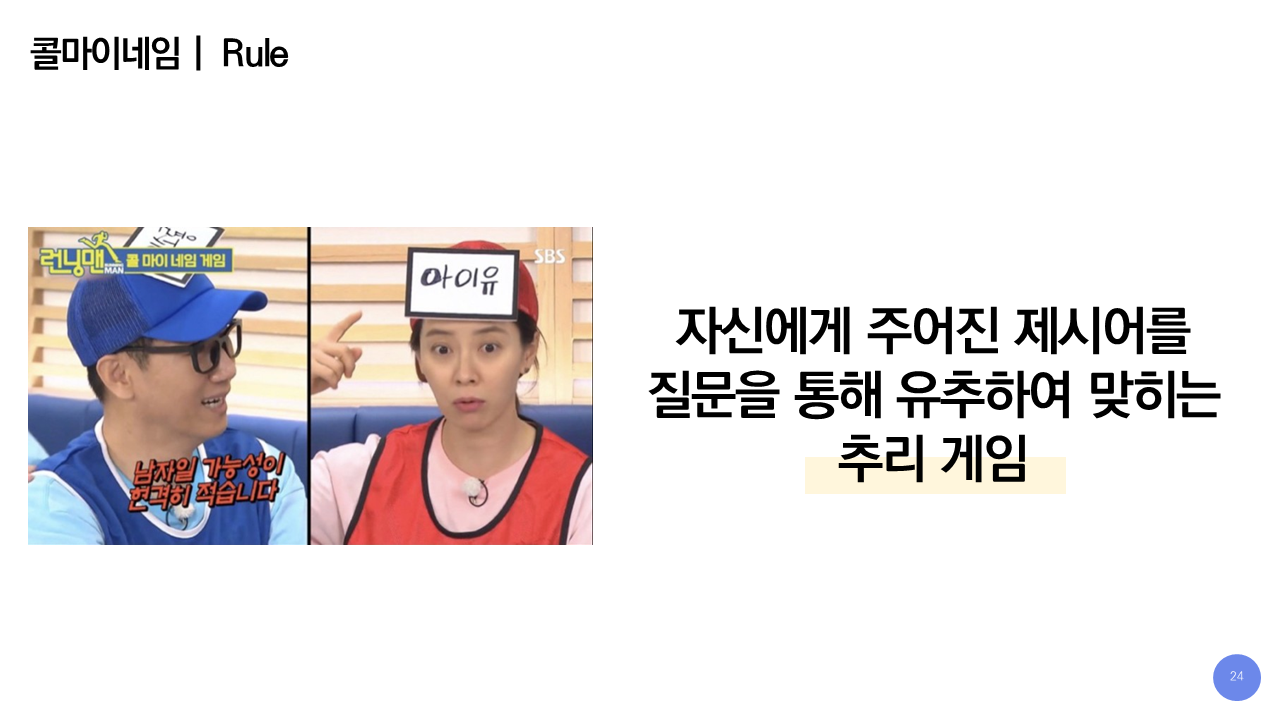 콜마이네임 | Rule
런닝맨
MAN
콜 마이 네임 게임
SBS
아이유
남자일 가능성이
현격히 적습니다
자신에게 주어진 제시어를
질문을 통해 유추하여 맞히는
추리 게임
24